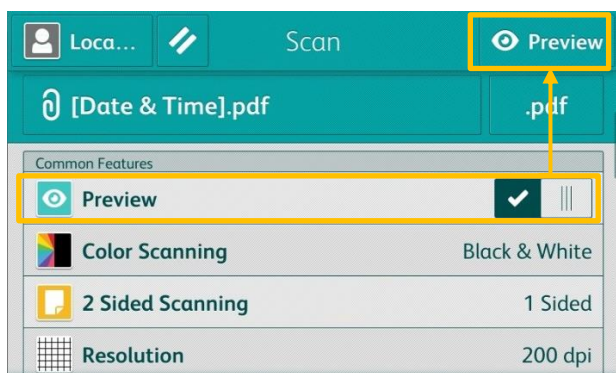 Loca... Scan Preview
[Date & Time].pdf .pdf
Common Features
Preview
Color Scanning Black & White
2 Sided Scanning 1 Sided
Resolution 200 dpi